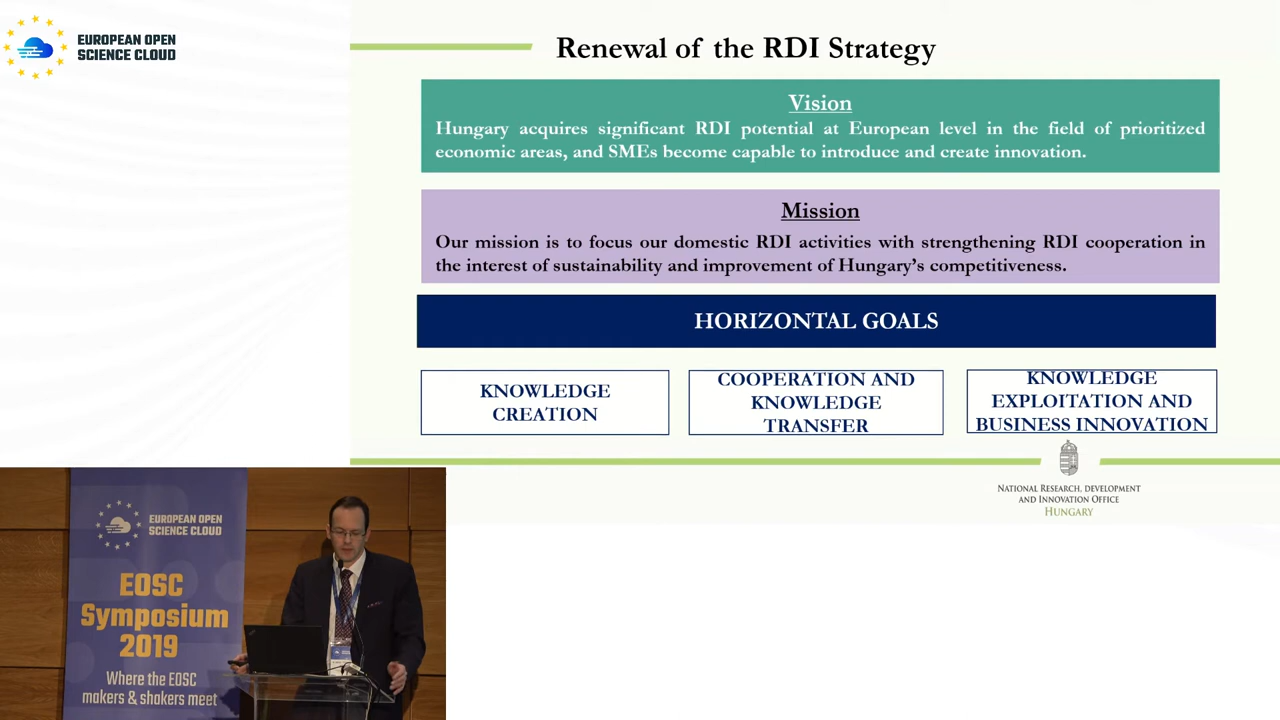 EUROPEAN OPEN
SCIENCE CLOUD
Renewal of the RDI Strategy
Vision
Hungary acquires significant RDI potential at European level in the field of prioritized
economic areas, and SMEs become capable to introduce and create innovation.
Mission
Our mission is to focus our domestic RDI activities with strengthening RDI cooperation in
the interest of sustainability and improvement of Hungary's competitiveness.
HORIZONTAL GOALS
KNOWLEDGE
CREATION
COOPERATION AND
KNOWLEDGE
TRANSFER
KNOWLEDGE
EXPLOITATION AND
BUSINESS INNOVATION
NATIONAL RESEARCH, DEVELOPMENT
AND INNOVATION OFFICE
HUNGARY
EUROPEAN OPEN
SCIENCE CLOUD
EOSC
Symposium
2019
Where the EOSC
makers & shakers meet